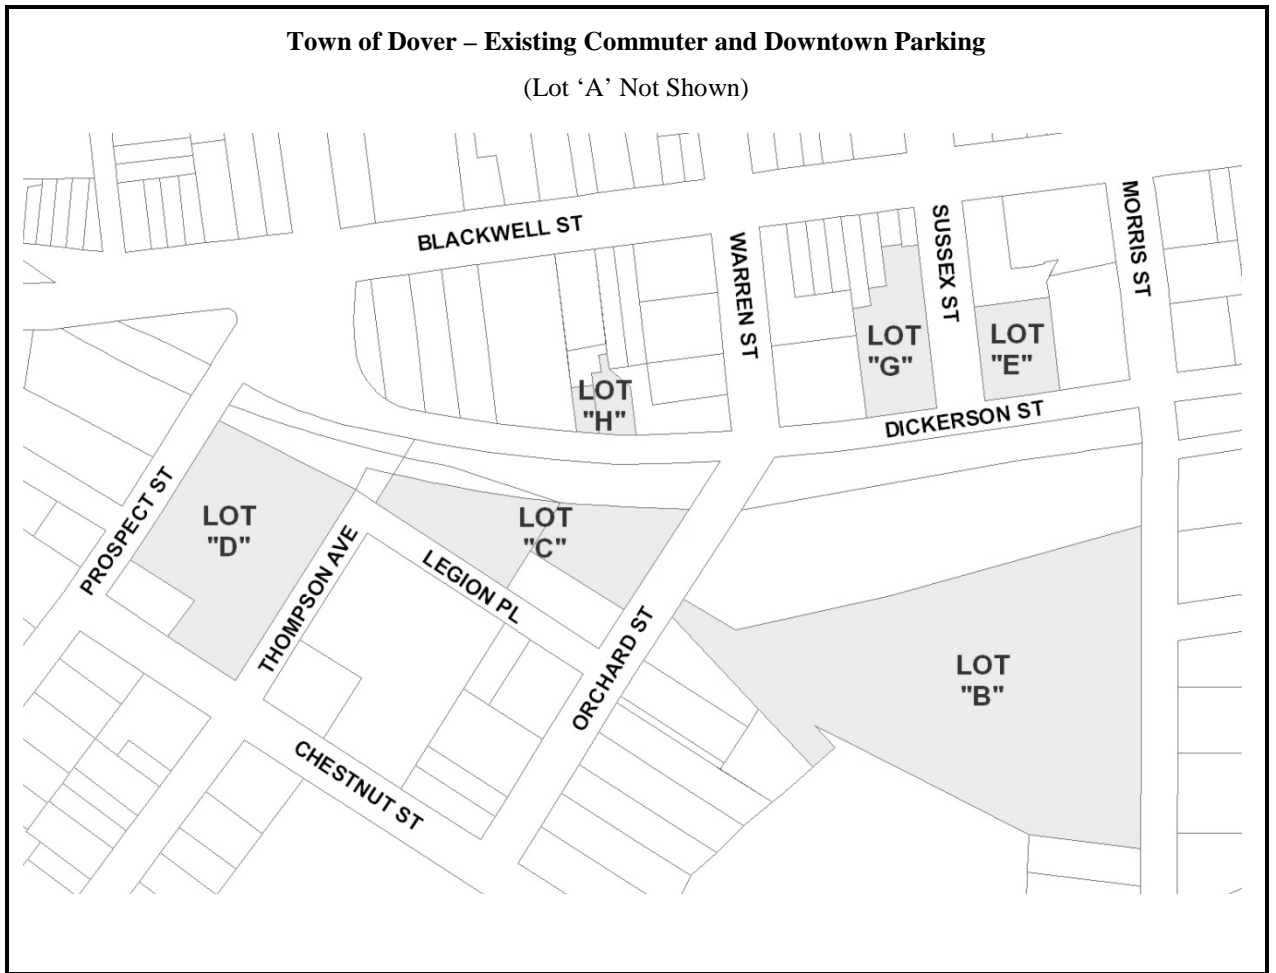 Town of Dover – Existing Commuter and Downtown Parking
(Lot ‘A’ Not Shown)
BLACKWELL ST
WARREN ST
SUSSEX ST
MORRIS ST
LOT
"G"
LOT
"E"
LOT
"H"
DICKERSON ST
PROSPECT ST
LOT
"D"
THOMPSON AVE
LOT
"C"
LEGION PL
ORCHARD ST
LOT
"B"
CHESTNUT ST